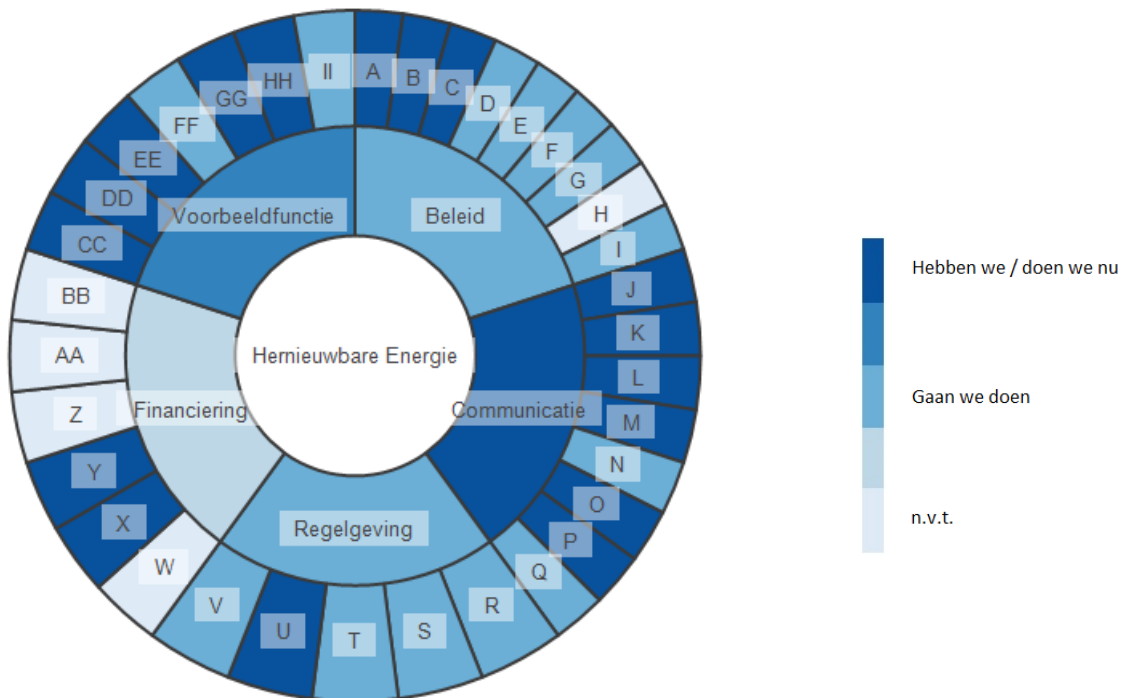 A
B
C
D
E
F
G
H
I
J
K
L
M
N
O
P
Q
R
S
T
U
V
W
X
Y
Z
AA
BB
CC
DD
EE
FF
GG
HH
II
Voorbeeldfunctie
Beleid
Hernieuwbare Energie
Financiering
Communicatie
Regelgeving
Hebben we / doen we nu
Gaan we doen
n.v.t.